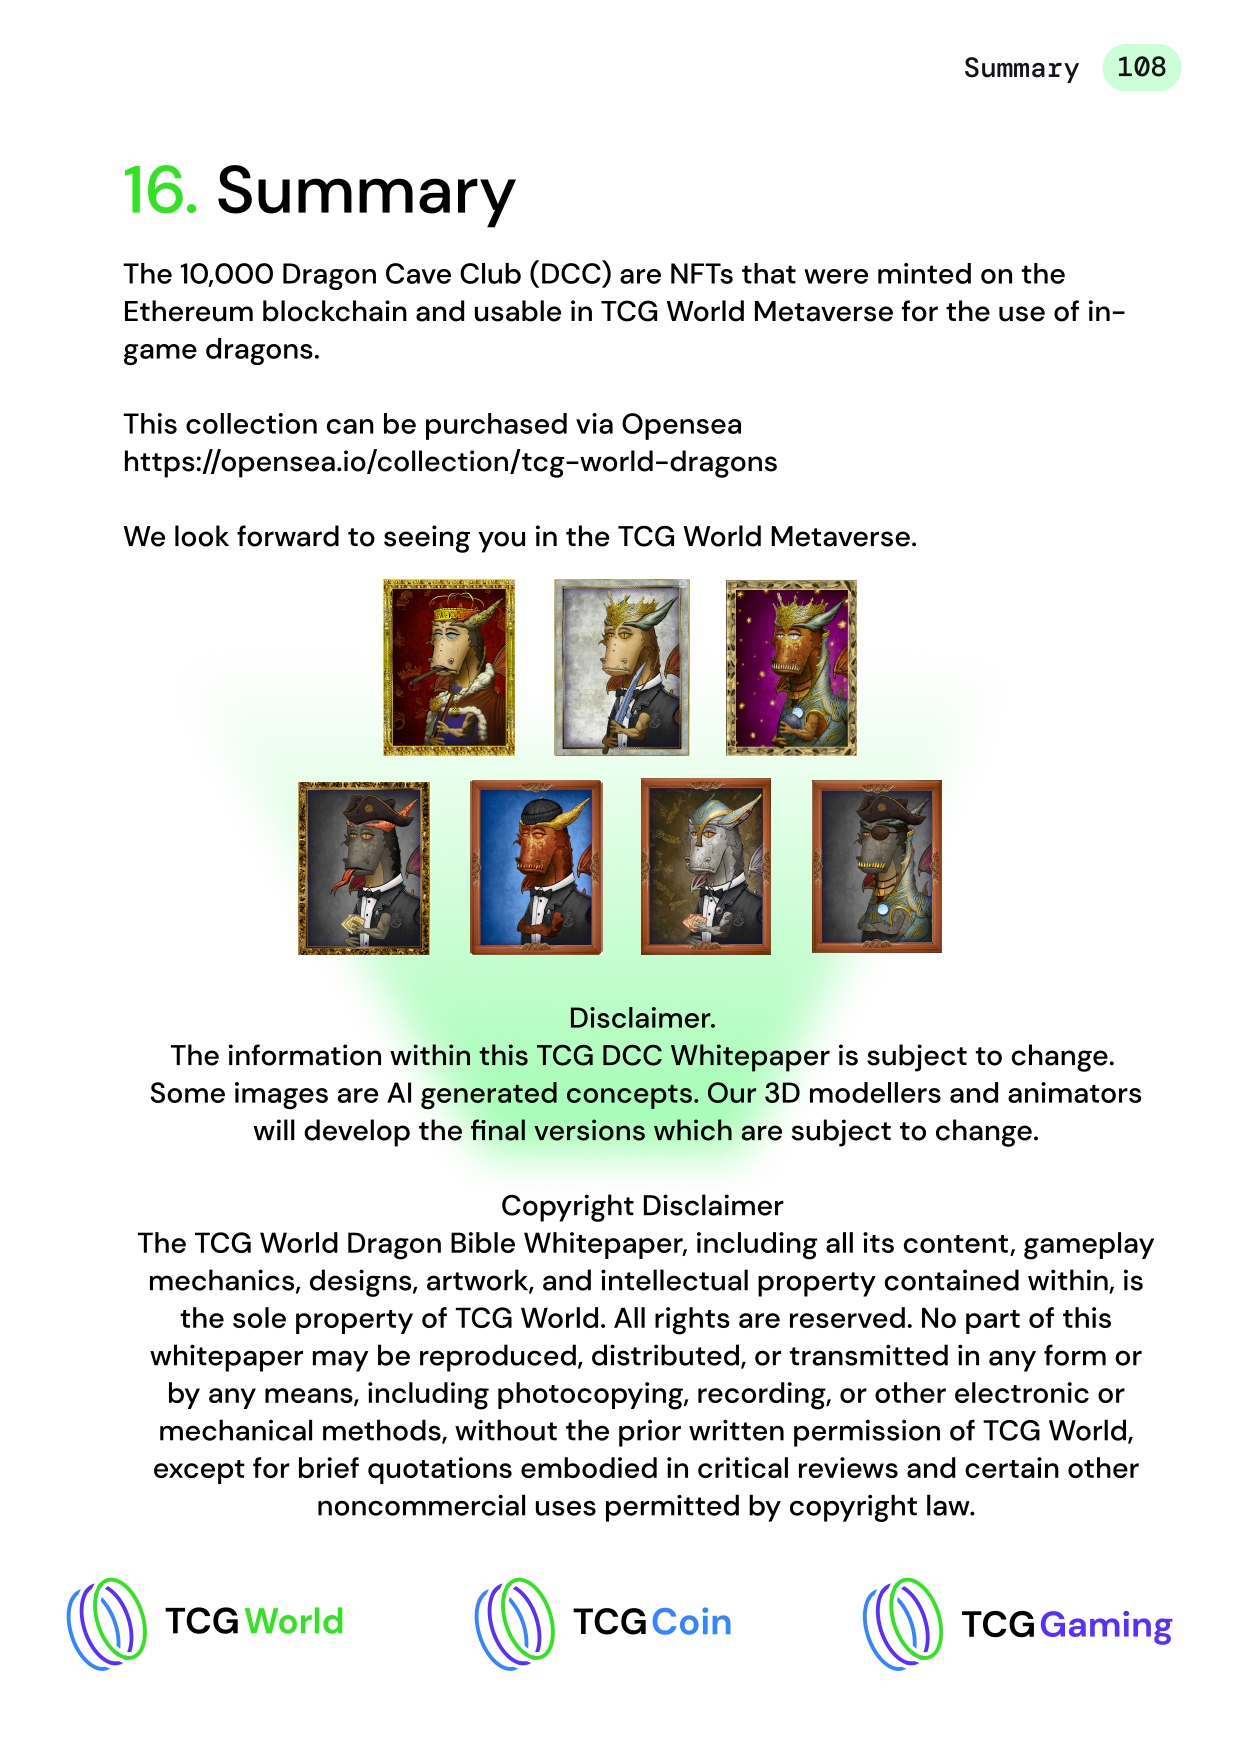 Summary 108
16. Summary
The 10,000 Dragon Cave Club (DCC) are NFTs that were minted on the
Ethereum blockchain and usable in TCG World Metaverse for the use of in-
game dragons.
This collection can be purchased via Opensea
https://opensea.io/collection/tcg-world-dragons
We look forward to seeing you in the TCG World Metaverse.
Disclaimer.
The information within this TCG DCC Whitepaper is subject to change.
Some images are AI generated concepts. Our 3D modellers and animators
will develop the final versions which are subject to change.
Copyright Disclaimer
The TCG World Dragon Bible Whitepaper, including all its content, gameplay
mechanics, designs, artwork, and intellectual property contained within, is
the sole property of TCG World. All rights are reserved. No part of this
whitepaper may be reproduced, distributed, or transmitted in any form or
by any means, including photocopying, recording, or other electronic or
mechanical methods, without the prior written permission of TCG World,
except for brief quotations embodied in critical reviews and certain other
noncommercial uses permitted by copyright law.
TCG World TCG Coin TCG Gaming